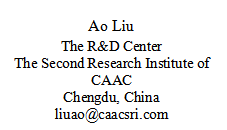 Ao Liu
The R&D Center
The Second Research Institute of
CAAC
Chengdu, China
liuao@caacsri.com